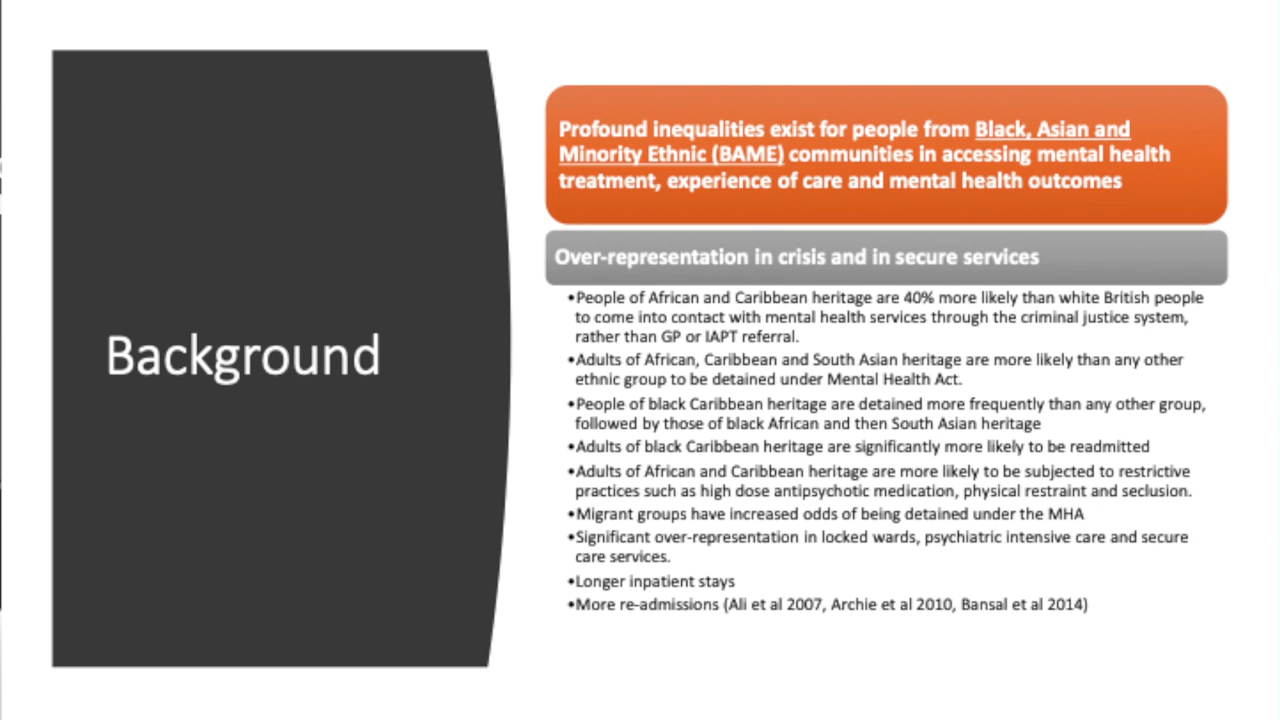 Background
Profound inequalities exist for people from Black, Asian and
Minority Ethnic (BAME) communities in accessing mental health
treatment, experience of care and mental health outcomes
Over-representation in crisis and in secure services
•People of African and Caribbean heritage are 40% more likely than white British people
to come into contact with mental health services through the criminal justice system,
rather than GP or IAPT referral.
•Adults of African, Caribbean and South Asian heritage are more likely than any other
ethnic group to be detained under Mental Health Act.
•People of black Caribbean heritage are detained more frequently than any other group,
followed by those of black African and then South Asian heritage
•Adults of black Caribbean heritage are significantly more likely to be readmitted
•Adults of African and Caribbean heritage are more likely to be subjected to restrictive
practices such as high dose antipsychotic medication, physical restraint and seclusion.
•Migrant groups have increased odds of being detained under the MHA
•Significant over-representation in locked wards, psychiatric intensive care and secure
care services.
•Longer inpatient stays
•More re-admissions (Ali et al 2007, Archie et al 2010, Bansal et al 2014)